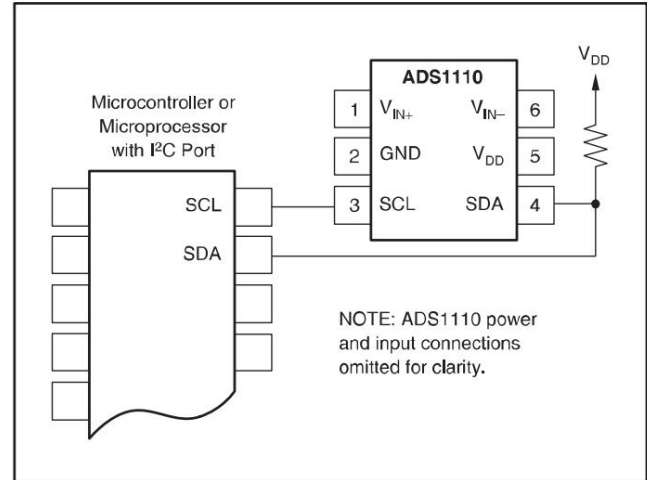 V_DD
ADS1110
Microcontroller or
Microprocessor
with I²C Port
1 V_IN+ V_IN– 6
2 GND V_DD 5
3 SCL SDA 4
SCL
SDA
NOTE: ADS1110 power
and input connections
omitted for clarity.